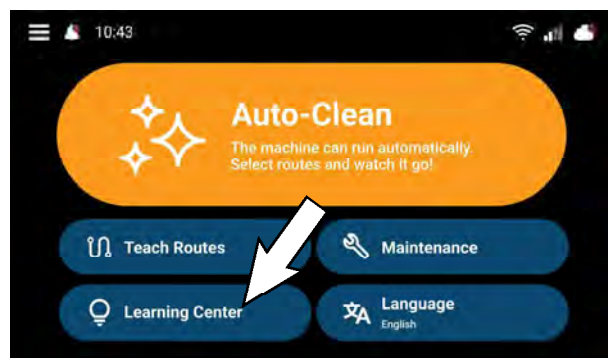 10:43
Auto-Clean
The machine can run automatically.
Select routes and watch it go!
Teach Routes
Maintenance
Learning Center
Language
English